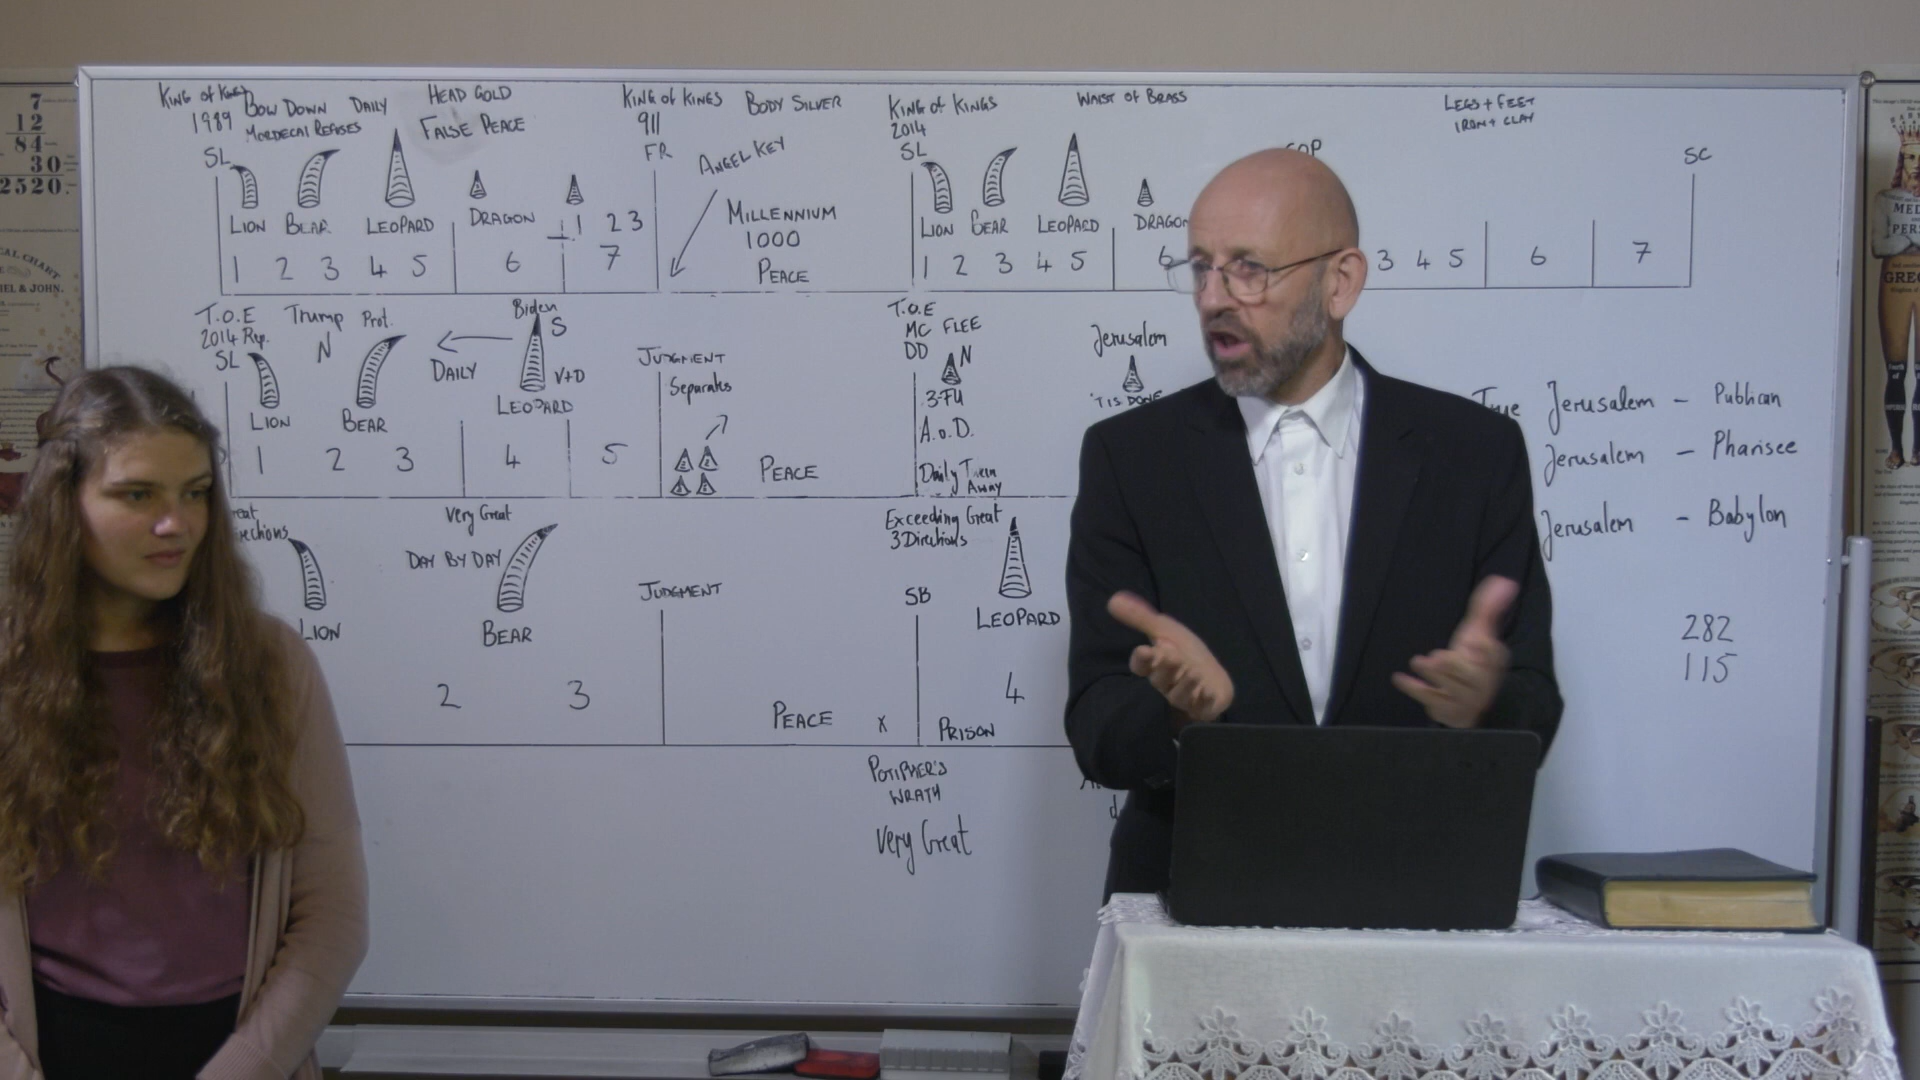 KING of KINGS
1989
SL
BOW DOWN
MORDECAI REFUSES
DAILY
HEAD GOLD
FALSE PEACE
KING of KINGS
911
FR
BODY SILVER
ANGEL KEY
KING of KINGS
2014
SL
WAIST OF BRASS
LEGS + FEET
IRON + CLAY
SC
LION BEAR LEOPARD DRAGON 1 2 3
1 2 3 4 5 6 7
MILLENNIUM
1000
PEACE
LION BEAR LEOPARD DRAGON
1 2 3 4 5 6
3 4 5 6 7
T.O.E
2014 Rep.
SL
Trump
N
Prot.
DAILY
Biden
S
V+D
LEOPARD
LION
BEAR
1 2 3 4 5
JUDGMENT
Separates
PEACE
T.O.E
MC FLEE
DD N
3-FU
A.o.D.
Daily Taken
Away
Jerusalem
'TIS DONE
True Jerusalem - Publican
Jerusalem - Pharisee
Jerusalem - Babylon
282
115
LION
Very Great
DAY BY DAY
BEAR
2 3
JUDGMENT
PEACE x
Exceeding Great
3 Directions
SB
LEOPARD
4
PRISON
POTIPHER'S
WRATH
Very Great
7
12
84
30
2520.